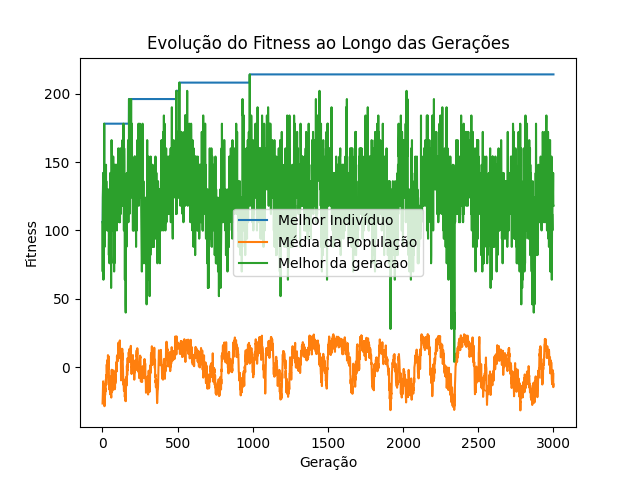 Evolução do Fitness ao Longo das Gerações
Fitness
200
150
100
50
0
Melhor Indivíduo
Média da População
Melhor da geracao
0
500
1000
1500
2000
2500
3000
Geração